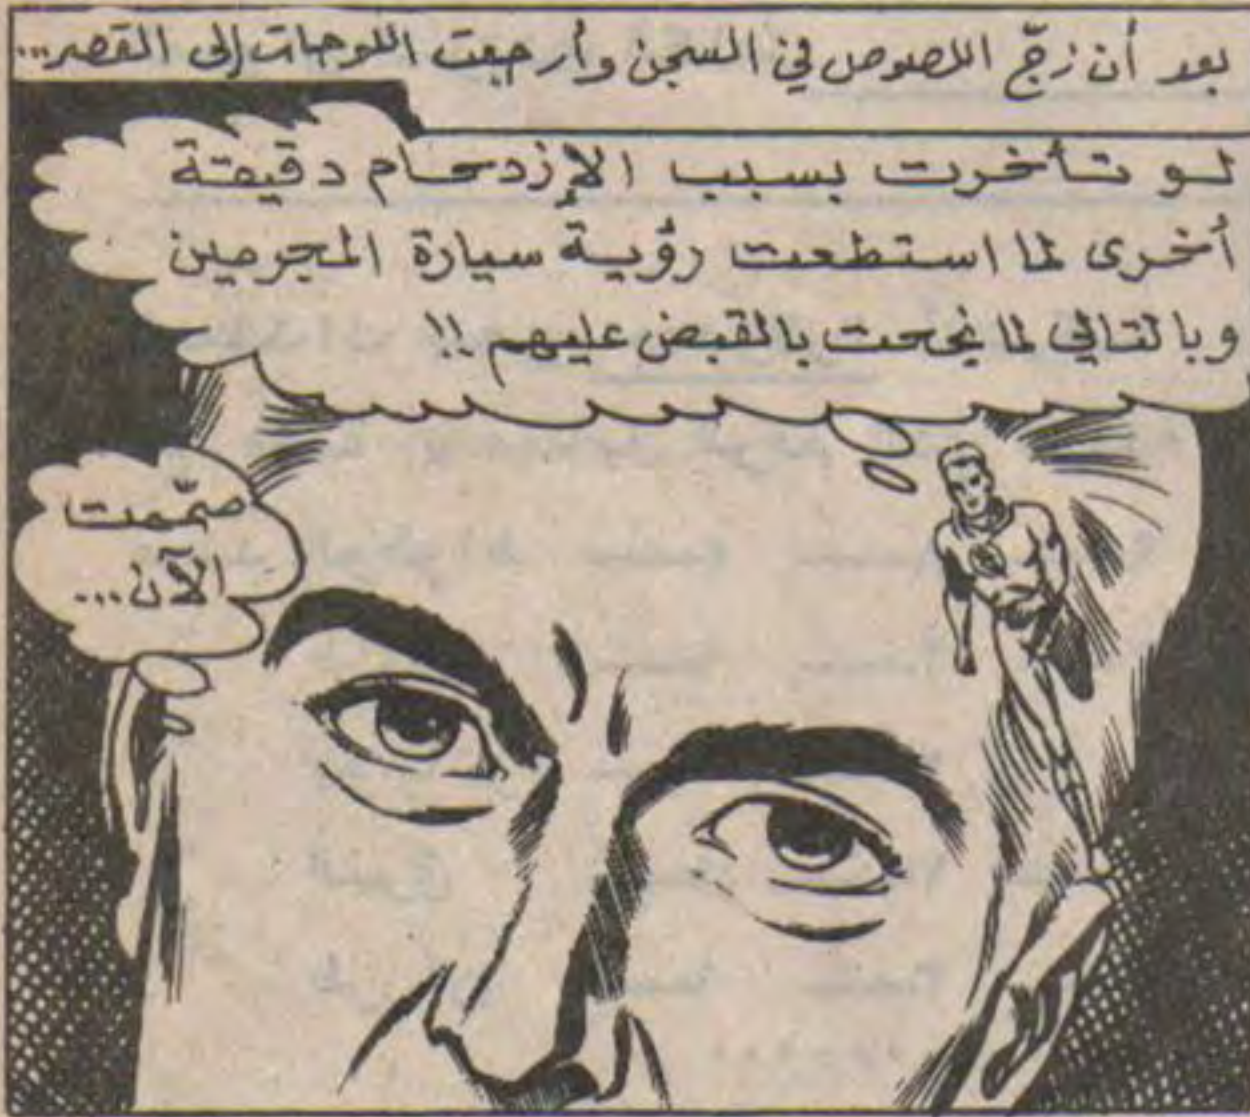 بعد أن زجّ اللصوص في السجن وأرجعت اللوحات إلى القصر...
لو تأخرت بسبب الإزدحام دقيقة
أخرى لما استطعت رؤية سيارة المجرمين
وبالتالي لما نجحت بالقبض عليهم !!
صمّمت
الآن...